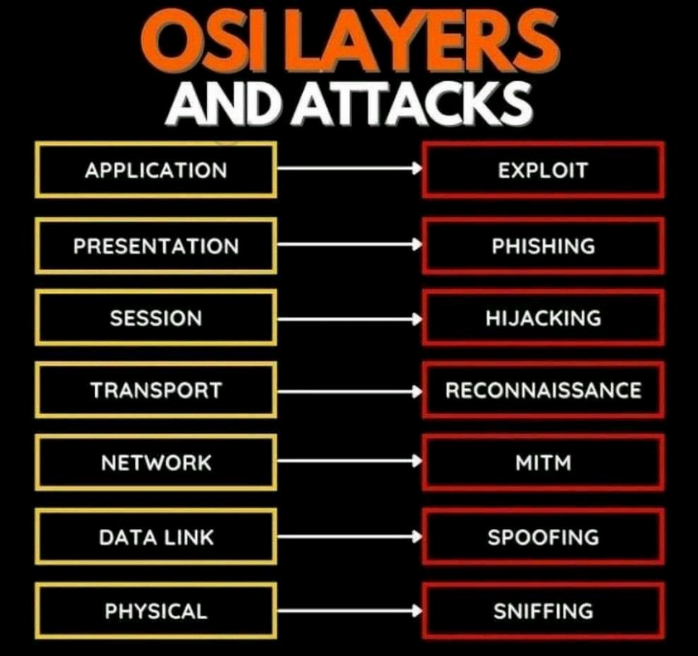 OSI LAYERS
AND ATTACKS
APPLICATION
EXPLOIT
PRESENTATION
PHISHING
SESSION
HIJACKING
TRANSPORT
RECONNAISSANCE
NETWORK
MITM
DATA LINK
SPOOFING
PHYSICAL
SNIFFING